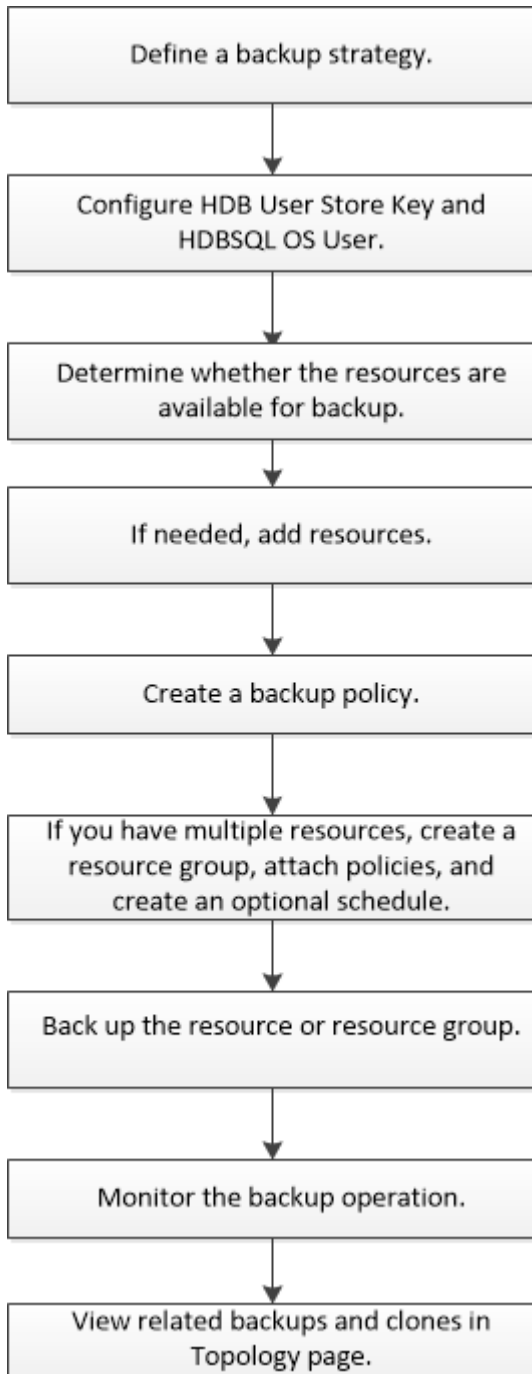 Define a backup strategy.
Configure HDB User Store Key and
HDBSQL OS User.
Determine whether the resources are
available for backup.
If needed, add resources.
Create a backup policy.
If you have multiple resources, create a
resource group, attach policies, and
create an optional schedule.
Back up the resource or resource group.
Monitor the backup operation.
View related backups and clones in
Topology page.